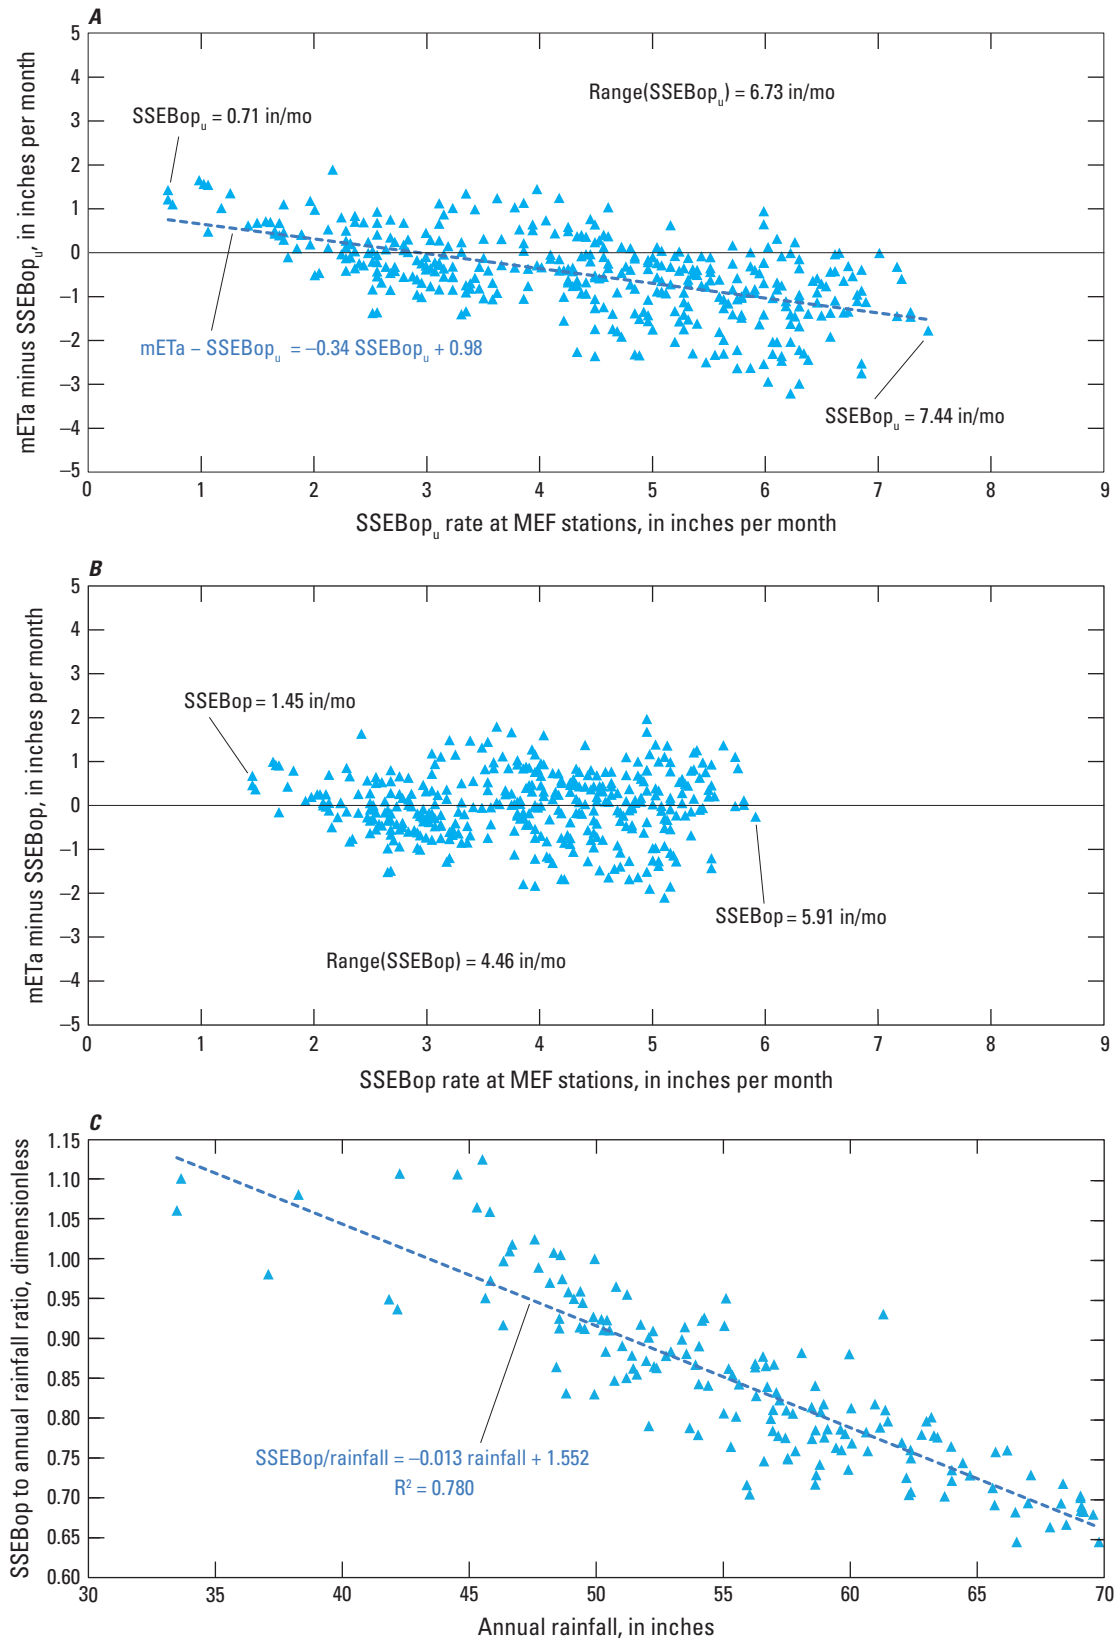 A
5
4
3
2
1
0
–1
–2
–3
–4
–5
mETa minus SSEBopu, in inches per month
SSEBopu = 0.71 in/mo
Range(SSEBopu) = 6.73 in/mo
mETa – SSEBopu = –0.34 SSEBopu + 0.98
SSEBopu = 7.44 in/mo
0 1 2 3 4 5 6 7 8 9
SSEBopu rate at MEF stations, in inches per month
B
5
4
3
2
1
0
–1
–2
–3
–4
–5
mETa minus SSEBop, in inches per month
SSEBop = 1.45 in/mo
SSEBop = 5.91 in/mo
Range(SSEBop) = 4.46 in/mo
0 1 2 3 4 5 6 7 8 9
SSEBop rate at MEF stations, in inches per month
C
1.15
1.10
1.05
1.00
0.95
0.90
0.85
0.80
0.75
0.70
0.65
0.60
SSEBop to annual rainfall ratio, dimensionless
SSEBop/rainfall = –0.013 rainfall + 1.552
R² = 0.780
30 35 40 45 50 55 60 65 70
Annual rainfall, in inches